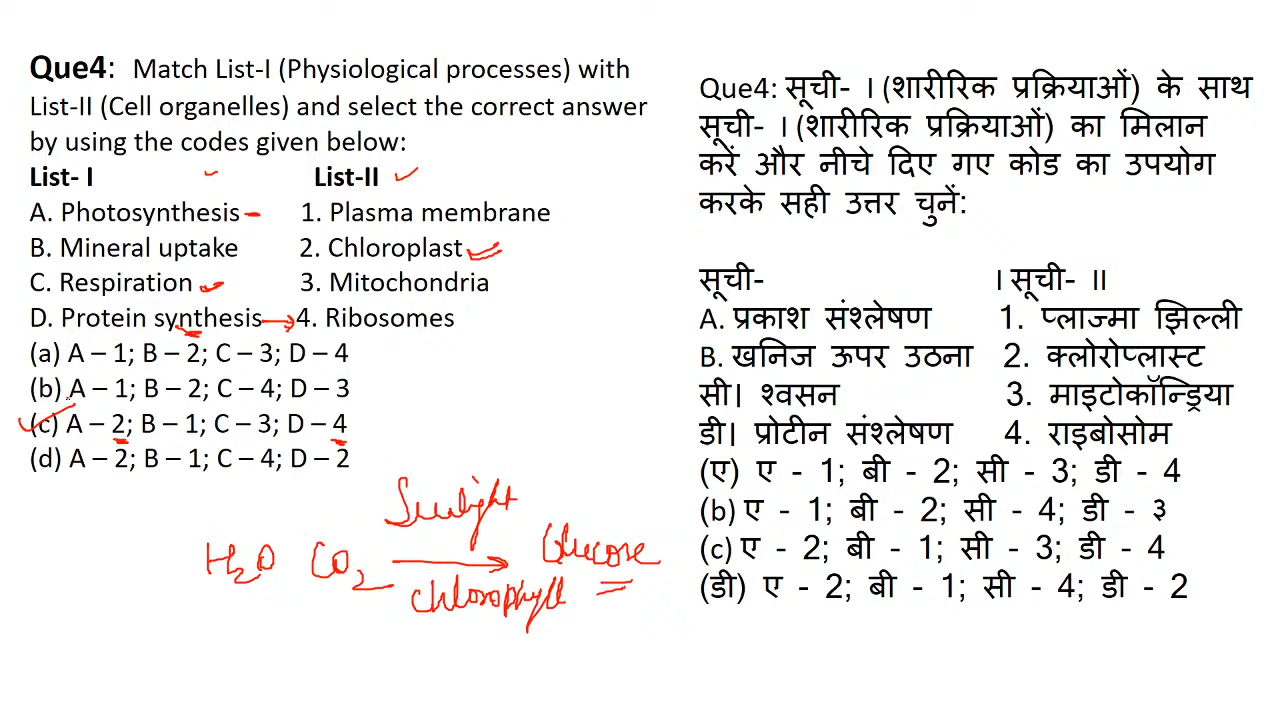 Que4: Match List-I (Physiological processes) with
List-II (Cell organelles) and select the correct answer
by using the codes given below:
List- I List-II
A. Photosynthesis 1. Plasma membrane
B. Mineral uptake 2. Chloroplast
C. Respiration 3. Mitochondria
D. Protein synthesis 4. Ribosomes
(a) A – 1; B – 2; C – 3; D – 4
(b) A – 1; B – 2; C – 4; D – 3
(c) A – 2; B – 1; C – 3; D – 4
(d) A – 2; B – 1; C – 4; D – 2
Sunlight
H2O CO2 Glucose
chlorophyll
Que4: सूची- I (शारीरिक प्रक्रियाओं) के साथ
सूची- I (शारीरिक प्रक्रियाओं) का मिलान
करें और नीचे दिए गए कोड का उपयोग
करके सही उत्तर चुनें:
सूची- I सूची- II
A. प्रकाश संश्लेषण 1. प्लाज्मा झिल्ली
B. खनिज ऊपर उठना 2. क्लोरोप्लास्ट
सी। श्वसन 3. माइटोकॉन्ड्रिया
डी। प्रोटीन संश्लेषण 4. राइबोसोम
(ए) ए - 1; बी - 2; सी - 3; डी - 4
(b) ए - 1; बी - 2; सी - 4; डी - ३
(c) ए - 2; बी - 1; सी - 3; डी - 4
(डी) ए - 2; बी - 1; सी - 4; डी - 2